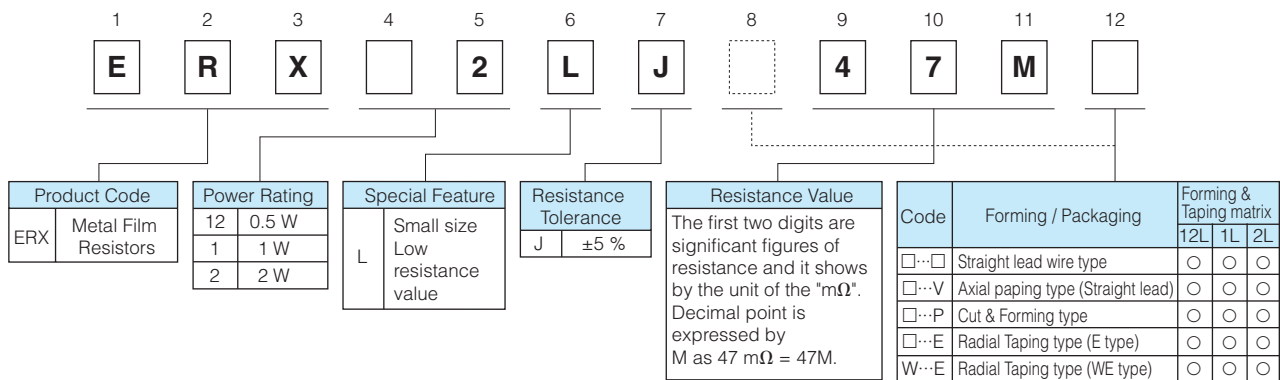 1 2 3 4 5 6 7 8 9 10 11 12
E R X 2 L J 4 7 M
Product Code
ERX Metal Film
Resistors
Power Rating
12 0.5 W
1 1 W
2 2 W
Special Feature
L Small size
Low
resistance
value
Resistance
Tolerance
J ±5 %
Resistance Value
The first two digits are
significant figures of
resistance and it shows
by the unit of the "mΩ".
Decimal point is
expressed by
M as 47 mΩ = 47M.
Code Forming / Packaging Forming &
Taping matrix
12L 1L 2L
□···□ Straight lead wire type ○ ○ ○
□···V Axial paping type (Straight lead) ○ ○ ○
□···P Cut & Forming type ○ ○ ○
□···E Radial Taping type (E type) ○ ○ ○
W···E Radial Taping type (WE type) ○ ○ ○